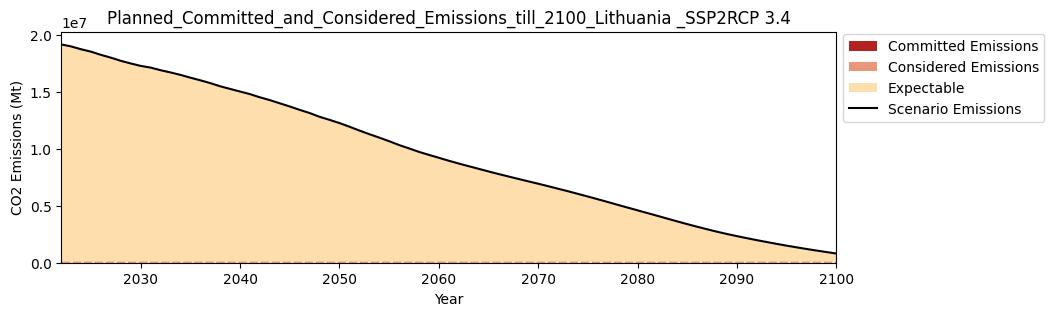 Planned_Committed_and_Considered_Emissions_till_2100_Lithuania _SSP2RCP 3.4
1e7
2.0
1.5
1.0
0.5
0.0
CO2 Emissions (Mt)
2030 2040 2050 2060 2070 2080 2090 2100
Year
Committed Emissions
Considered Emissions
Expectable
Scenario Emissions